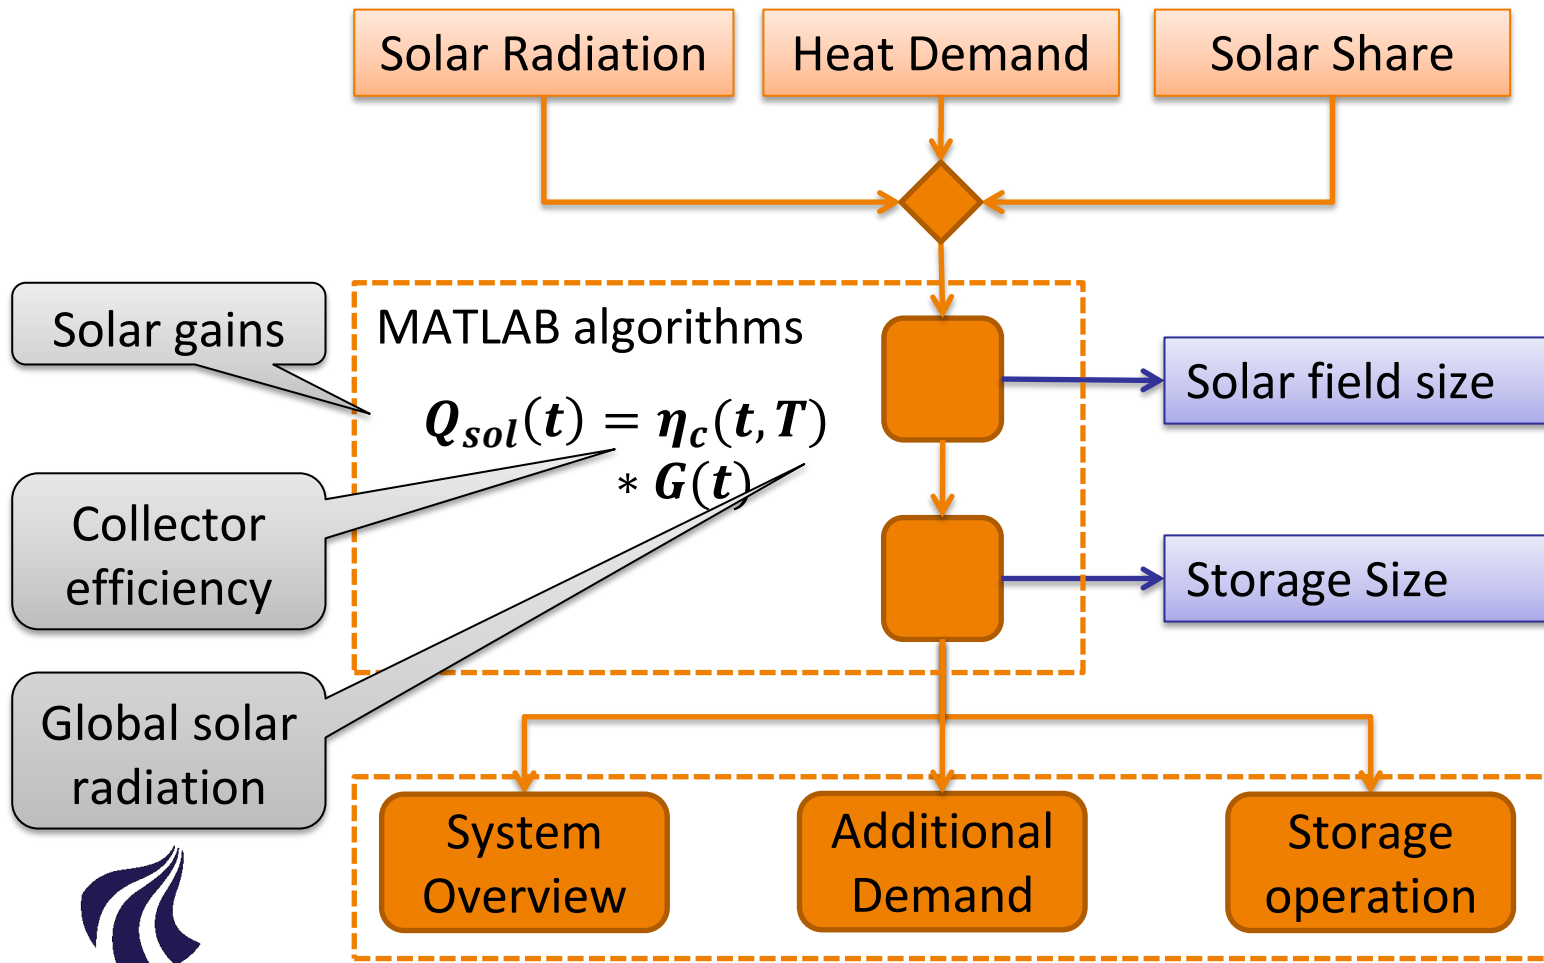 Solar Radiation
Heat Demand
Solar Share
Solar gains
MATLAB algorithms
Q_sol(t) = η_c(t, T)
* G(t)
Solar field size
Collector
efficiency
Storage Size
Global solar
radiation
System
Overview
Additional
Demand
Storage
operation